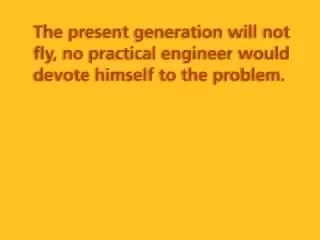 The present generation will not
fly, no practical engineer would
devote himself to the problem.